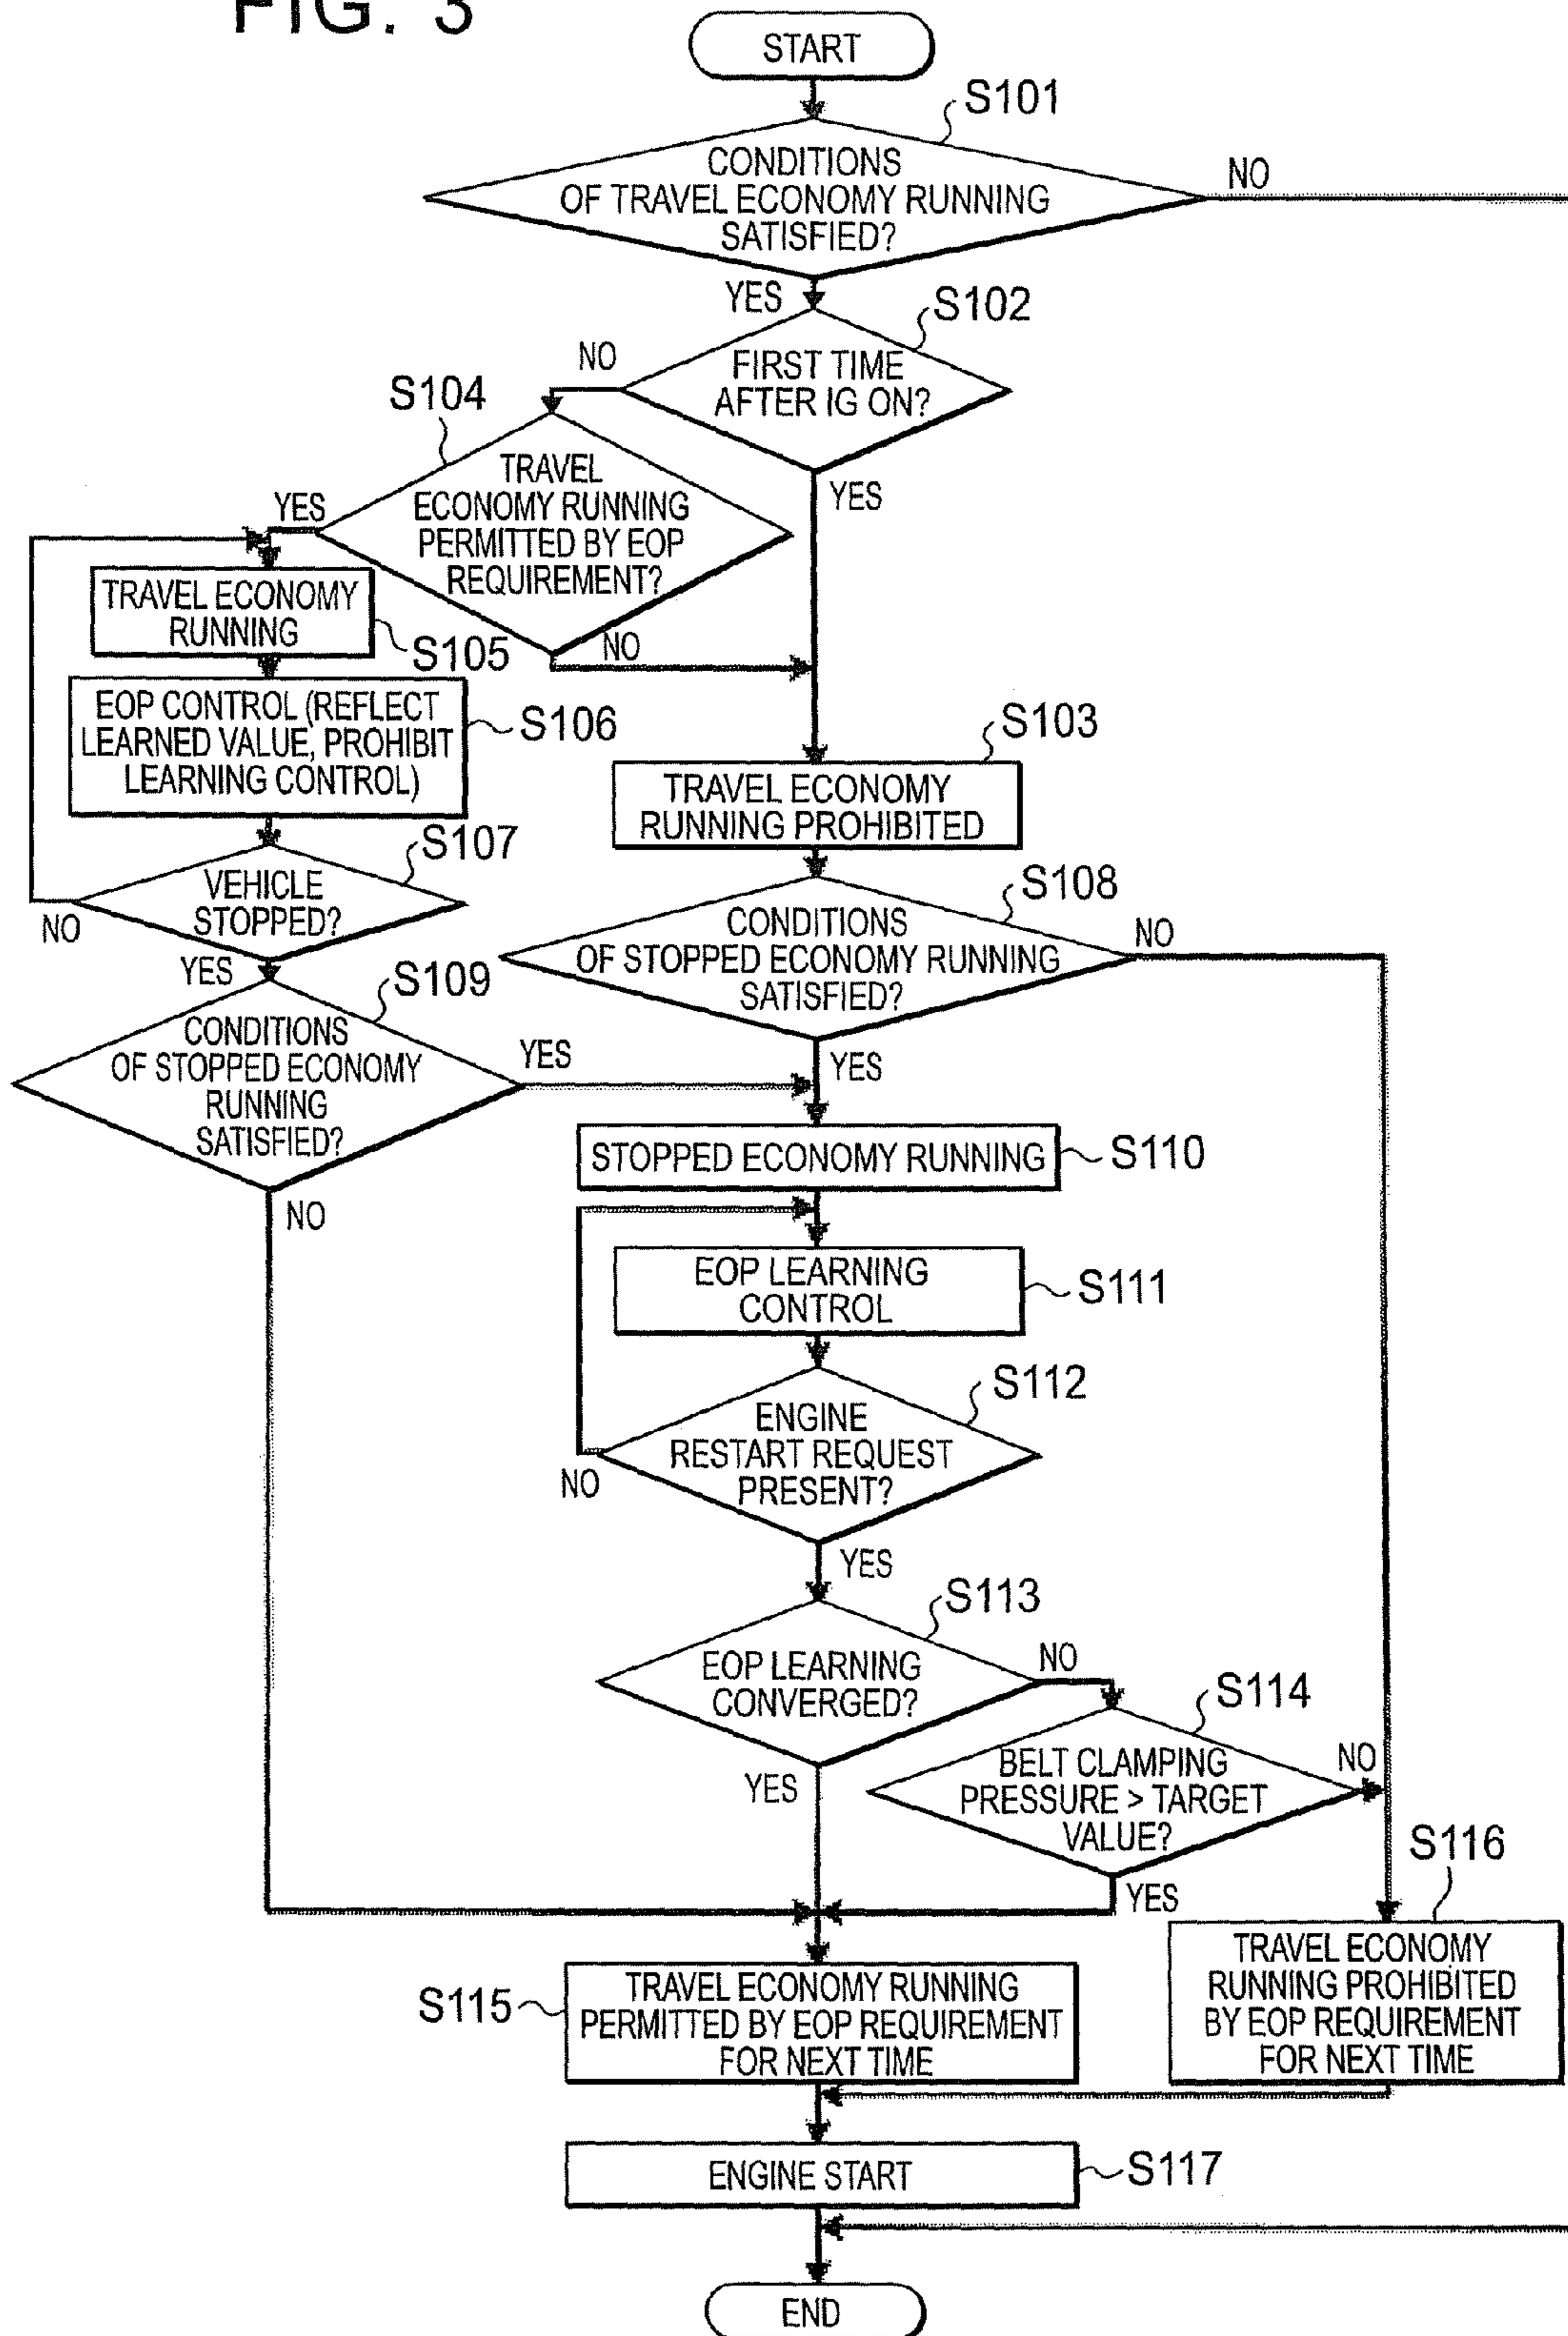 FIG. 3
START
S101
CONDITIONS
OF TRAVEL ECONOMY RUNNING
SATISFIED?
NO
YES
S102
FIRST TIME
AFTER IG ON?
NO
YES
S104
TRAVEL
ECONOMY RUNNING
PERMITTED BY EOP
REQUIREMENT?
YES
NO
TRAVEL ECONOMY
RUNNING
S105
EOP CONTROL (REFLECT
LEARNED VALUE, PROHIBIT
LEARNING CONTROL)
S106
S103
TRAVEL ECONOMY
RUNNING PROHIBITED
S107
VEHICLE
STOPPED?
NO
YES
S108
CONDITIONS
OF STOPPED ECONOMY RUNNING
SATISFIED?
NO
YES
S109
CONDITIONS
OF STOPPED ECONOMY
RUNNING
SATISFIED?
YES
NO
STOPPED ECONOMY RUNNING
S110
EOP LEARNING
CONTROL
S111
S112
ENGINE
RESTART REQUEST
PRESENT?
NO
YES
S113
EOP LEARNING
CONVERGED?
NO
YES
S114
BELT CLAMPING
PRESSURE > TARGET
VALUE?
NO
YES
S115
TRAVEL ECONOMY RUNNING
PERMITTED BY EOP REQUIREMENT
FOR NEXT TIME
S116
TRAVEL ECONOMY
RUNNING PROHIBITED
BY EOP REQUIREMENT
FOR NEXT TIME
ENGINE START
S117
END